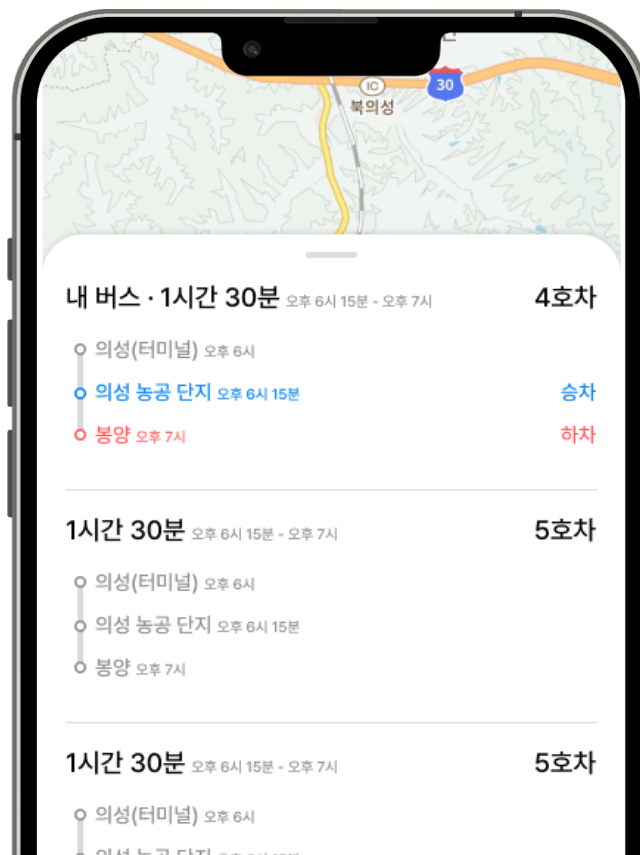 IC
30
북의성
내 버스 · 1시간 30분 오후 6시 15분 - 오후 7시 4호차
의성(터미널) 오후 6시
의성 농공 단지 오후 6시 15분 승차
봉양 오후 7시 하차
1시간 30분 오후 6시 15분 - 오후 7시 5호차
의성(터미널) 오후 6시
의성 농공 단지 오후 6시 15분
봉양 오후 7시
1시간 30분 오후 6시 15분 - 오후 7시 5호차
의성(터미널) 오후 6시